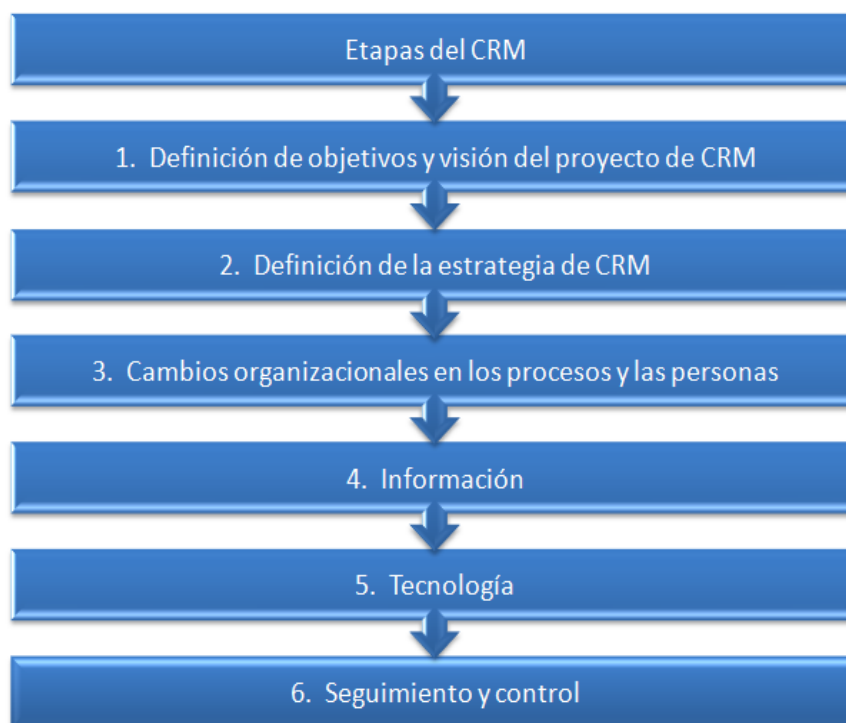 Etapas del CRM
1. Definición de objetivos y visión del proyecto de CRM
2. Definición de la estrategia de CRM
3. Cambios organizacionales en los procesos y las personas
4. Información
5. Tecnología
6. Seguimiento y control